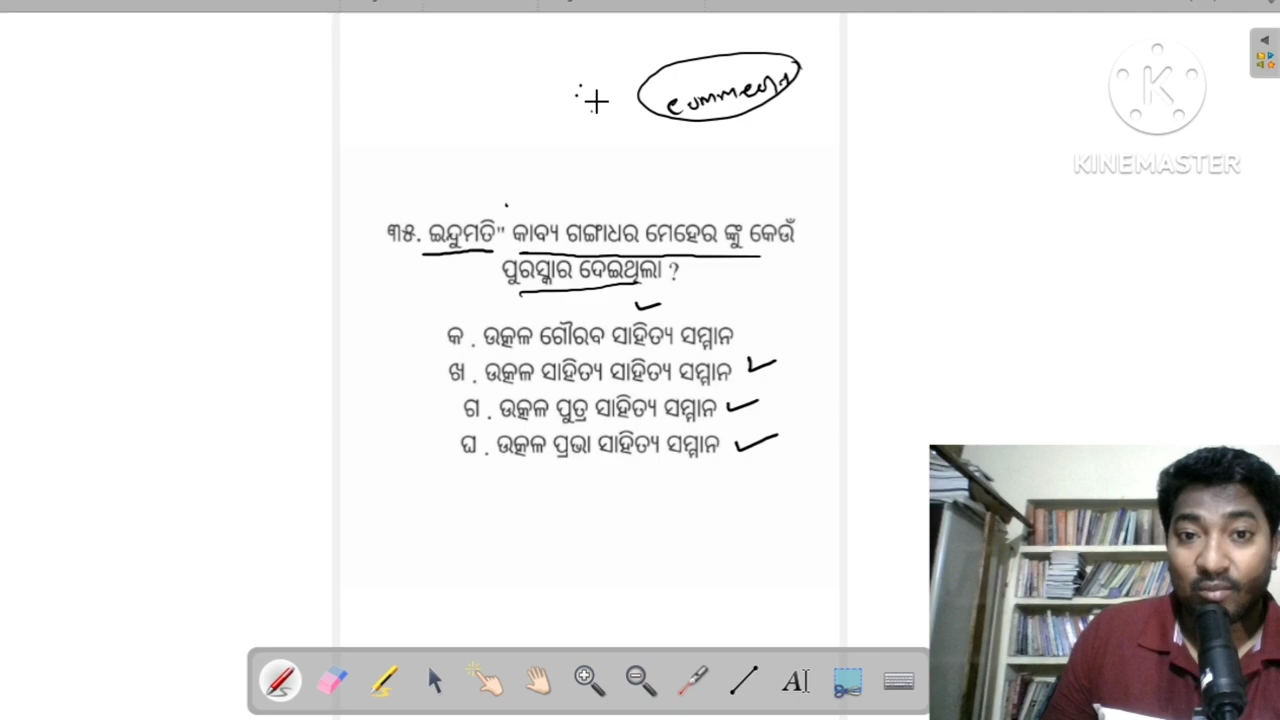 comment
KINEMASTER
୩୫. ଇନ୍ଦୁମତି" କାବ୍ୟ ଗଙ୍ଗାଧର ମେହେର ଙ୍କୁ କେଉଁ
ପୁରସ୍କାର ଦେଇଥିଲା ?
କ . ଉତ୍କଳ ଗୌରବ ସାହିତ୍ୟ ସମ୍ମାନ
ଖ . ଉତ୍କଳ ସାହିତ୍ୟ ସାହିତ୍ୟ ସମ୍ମାନ
ଗ . ଉତ୍କଳ ପୁତ୍ର ସାହିତ୍ୟ ସମ୍ମାନ
ଘ . ଉତ୍କଳ ପ୍ରଭା ସାହିତ୍ୟ ସମ୍ମାନ